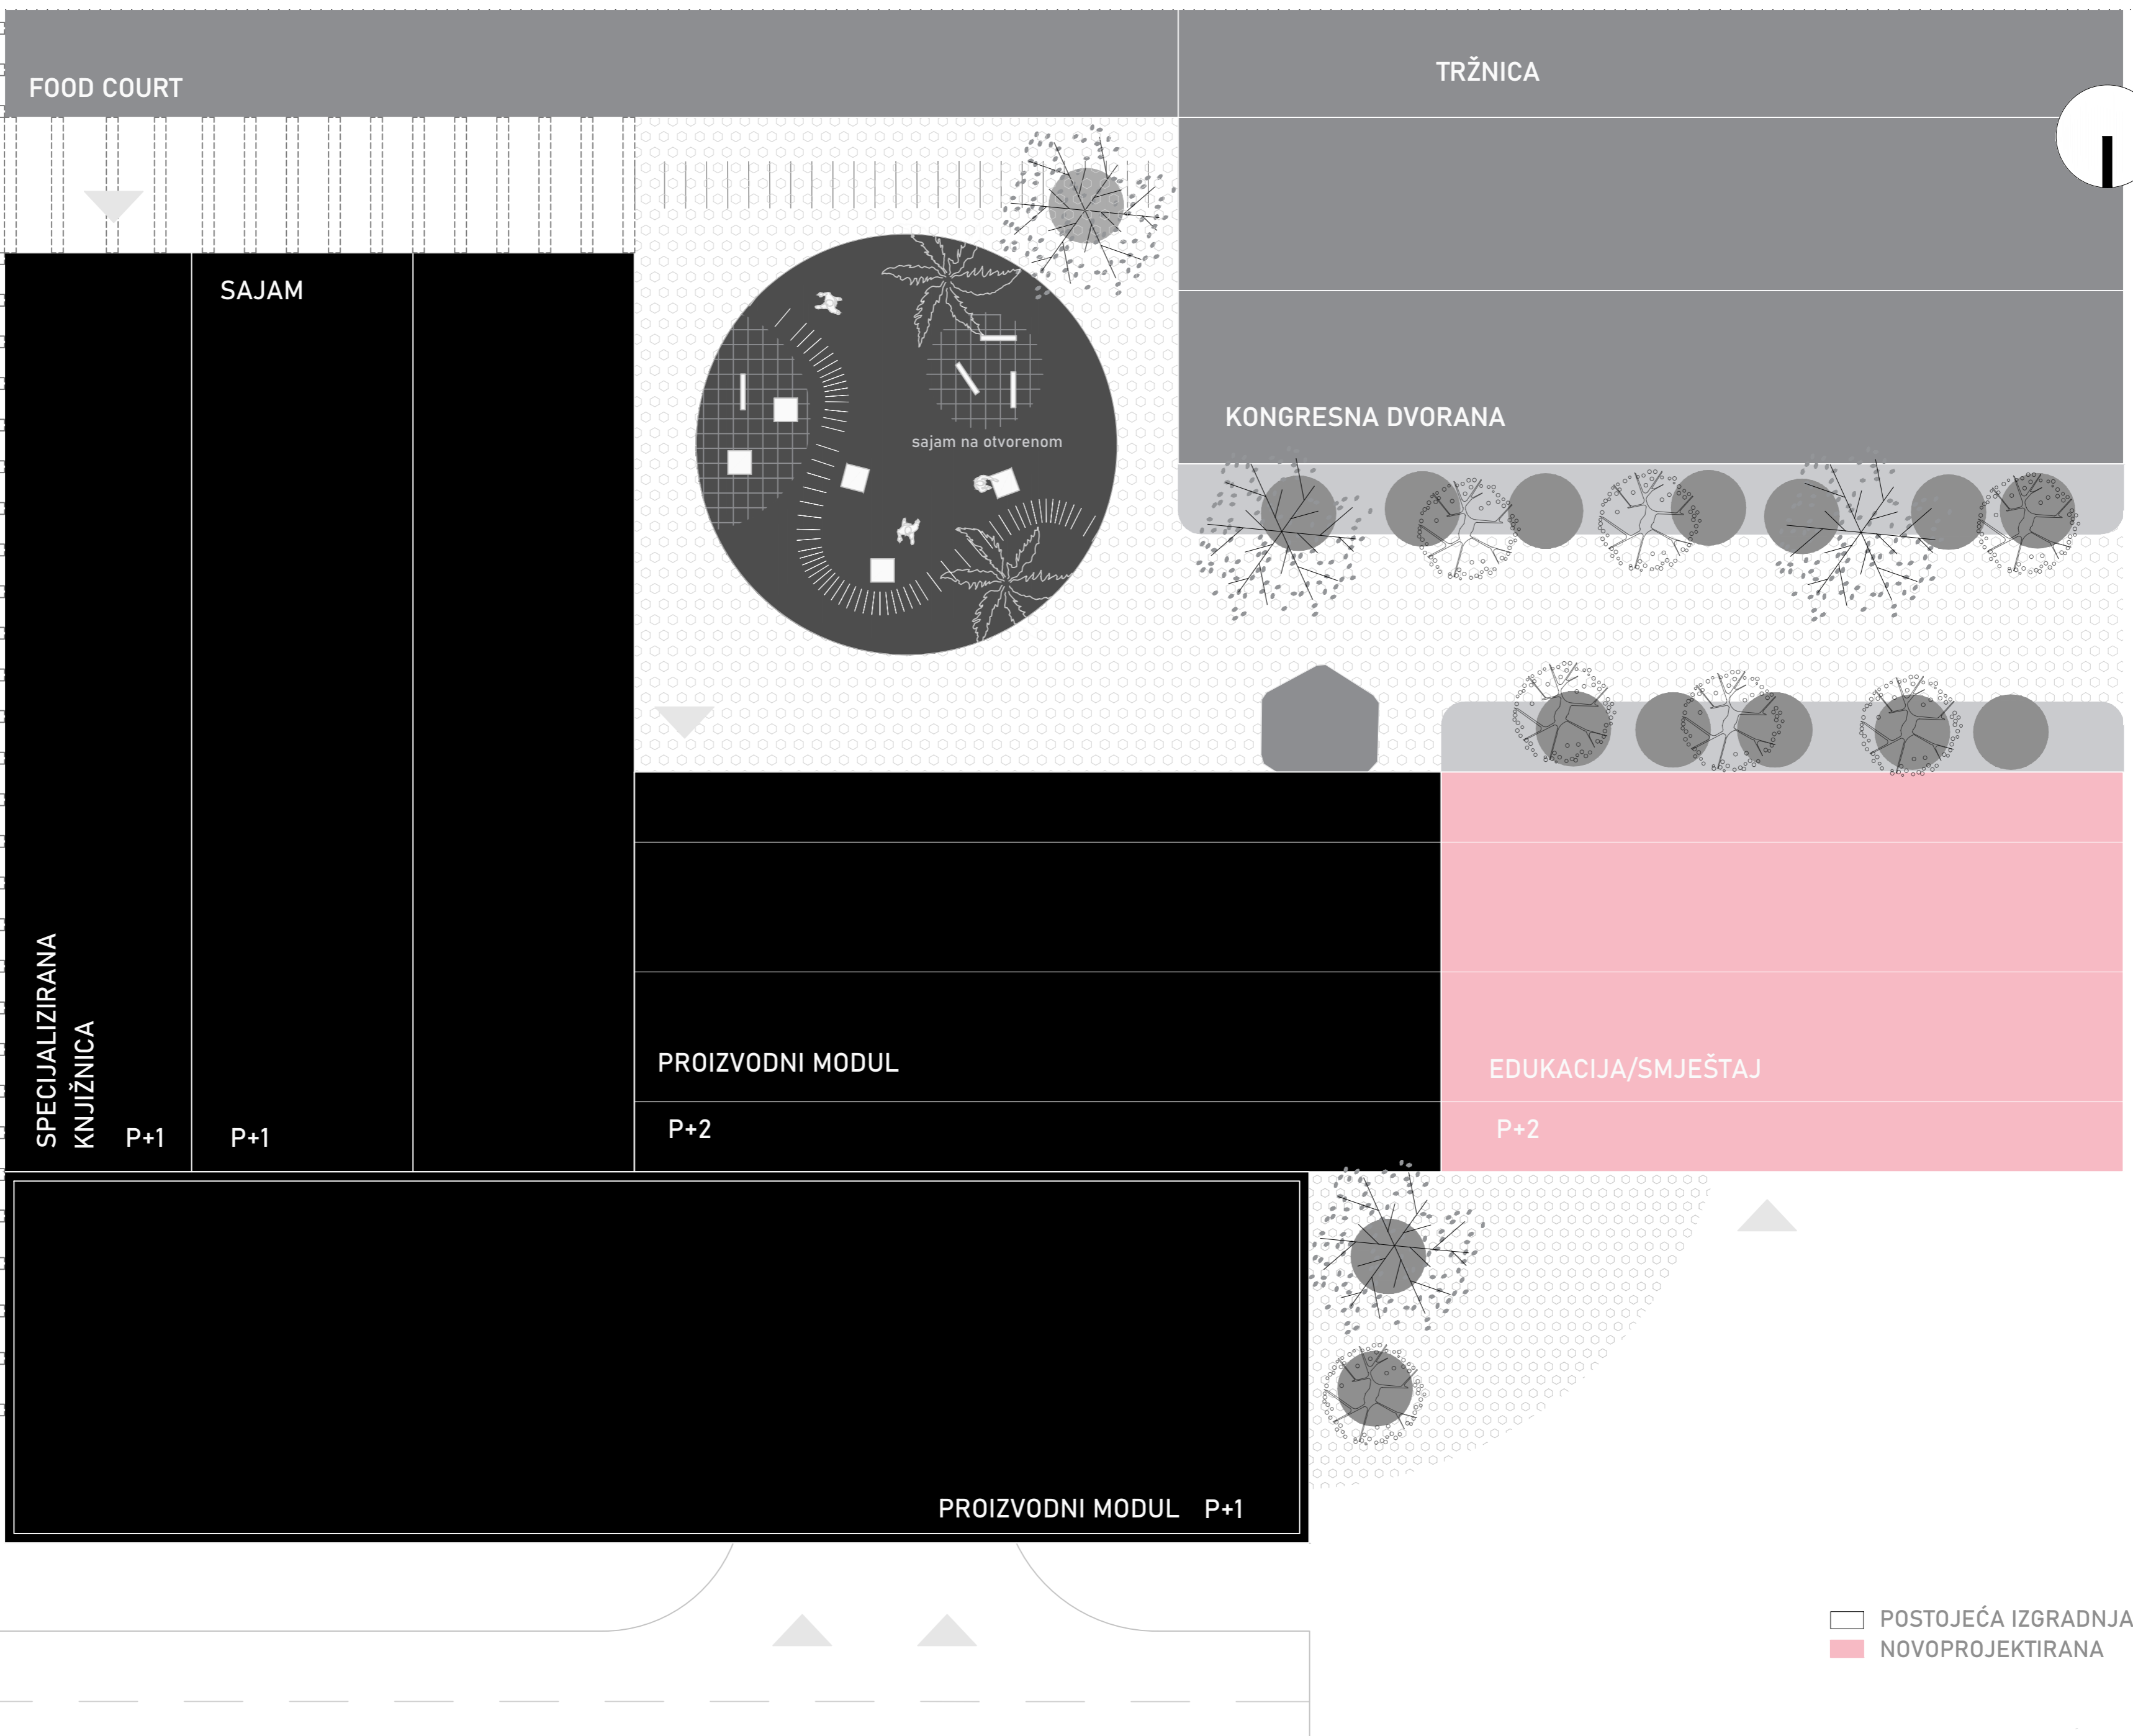 FOOD COURT
TRŽNICA
SAJAM
KONGRESNA DVORANA
sajam na otvorenom
SPECIJALIZIRANA
KNJIŽNICA
P+1
P+1
PROIZVODNI MODUL
P+2
EDUKACIJA/SMJEŠTAJ
P+2
PROIZVODNI MODUL P+1
POSTOJEĆA IZGRADNJA
NOVOPROJEKTIRANA